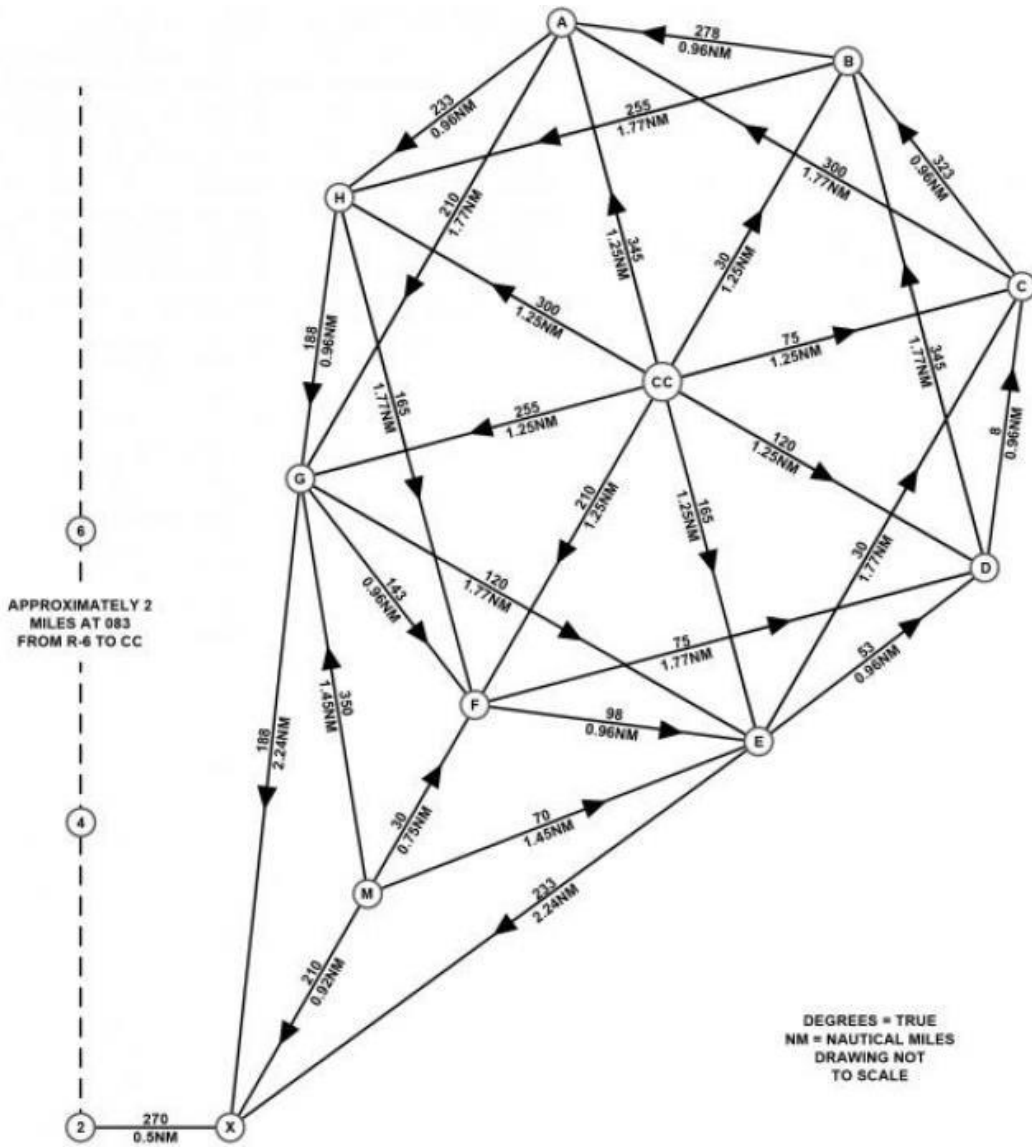 A
278
0.96NM
B
233
0.96NM
255
1.77NM
323
0.96NM
300
1.77NM
H
210
1.77NM
345
1.25NM
30
1.25NM
C
300
1.25NM
188
0.96NM
75
1.25NM
345
1.77NM
165
1.77NM
CC
255
1.25NM
120
1.25NM
8
0.96NM
G
210
1.25NM
165
1.25NM
6
30
1.77NM
D
120
1.77NM
143
0.96NM
APPROXIMATELY 2
MILES AT 083
FROM R-6 TO CC
75
1.77NM
53
0.96NM
F
98
0.96NM
E
350
1.45NM
188
2.24NM
4
30
0.75NM
70
1.45NM
M
233
2.24NM
210
0.92NM
DEGREES = TRUE
NM = NAUTICAL MILES
DRAWING NOT
TO SCALE
2
270
0.5NM
X